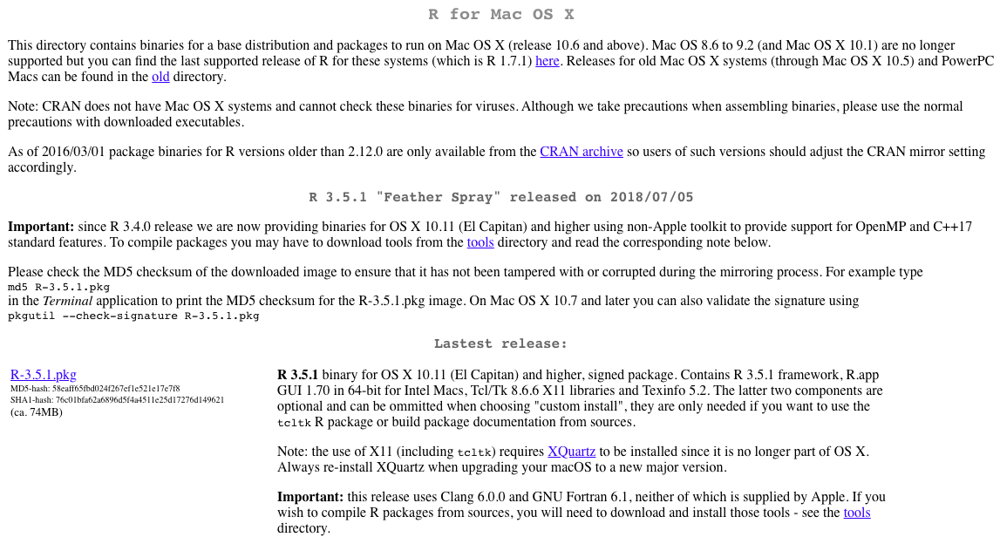 R for Mac OS X
This directory contains binaries for a base distribution and packages to run on Mac OS X (release 10.6 and above). Mac OS 8.6 to 9.2 (and Mac OS X 10.1) are no longer
supported but you can find the last supported release of R for these systems (which is R 1.7.1) here. Releases for old Mac OS X systems (through Mac OS X 10.5) and PowerPC
Macs can be found in the old directory.
Note: CRAN does not have Mac OS X systems and cannot check these binaries for viruses. Although we take precautions when assembling binaries, please use the normal
precautions with downloaded executables.
As of 2016/03/01 package binaries for R versions older than 2.12.0 are only available from the CRAN archive so users of such versions should adjust the CRAN mirror setting
accordingly.
R 3.5.1 "Feather Spray" released on 2018/07/05
Important: since R 3.4.0 release we are now providing binaries for OS X 10.11 (El Capitan) and higher using non-Apple toolkit to provide support for OpenMP and C++17
standard features. To compile packages you may have to download tools from the tools directory and read the corresponding note below.
Please check the MD5 checksum of the downloaded image to ensure that it has not been tampered with or corrupted during the mirroring process. For example type
md5 R-3.5.1.pkg
in the Terminal application to print the MD5 checksum for the R-3.5.1.pkg image. On Mac OS X 10.7 and later you can also validate the signature using
pkgutil --check-signature R-3.5.1.pkg
Lastest release:
R-3.5.1.pkg
MD5-hash: 58eaff65fbd024f267ef1e521e17e7f8
SHA1-hash: 76c01bfa62a6896d5f4a4511e25d17276d149621
(ca. 74MB)
R 3.5.1 binary for OS X 10.11 (El Capitan) and higher, signed package. Contains R 3.5.1 framework, R.app
GUI 1.70 in 64-bit for Intel Macs, Tcl/Tk 8.6.6 X11 libraries and Texinfo 5.2. The latter two components are
optional and can be ommitted when choosing "custom install", they are only needed if you want to use the
tcltk R package or build package documentation from sources.
Note: the use of X11 (including tcltk) requires XQuartz to be installed since it is no longer part of OS X.
Always re-install XQuartz when upgrading your macOS to a new major version.
Important: this release uses Clang 6.0.0 and GNU Fortran 6.1, neither of which is supplied by Apple. If you
wish to compile R packages from sources, you will need to download and install those tools - see the tools
directory.